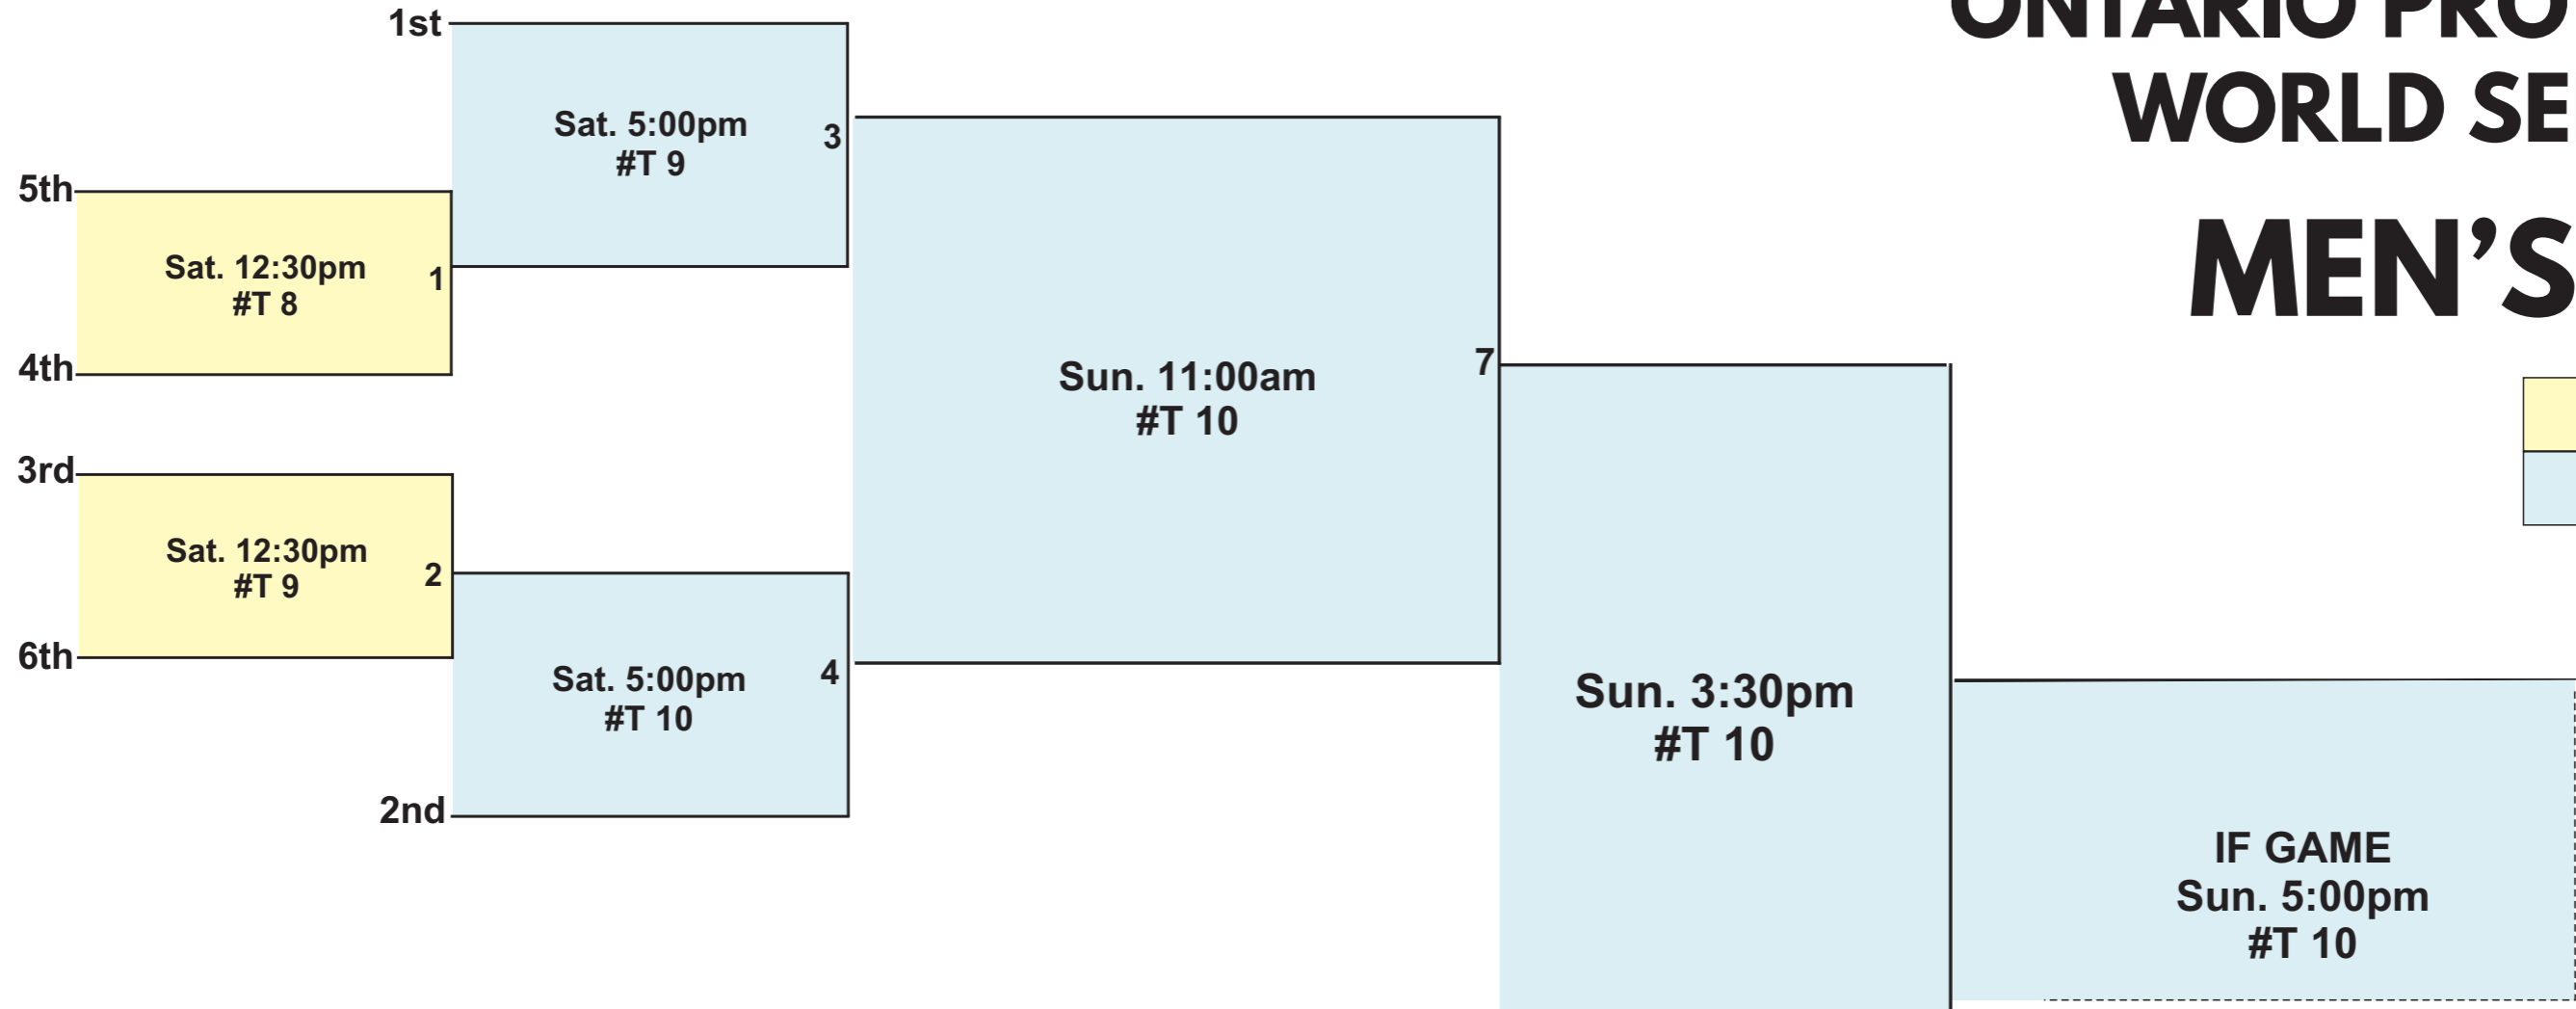 ONTARIO PRO
WORLD SE
MEN'S
1st
Sat. 5:00pm
#T 9
3
5th
Sat. 12:30pm
#T 8
1
4th
Sun. 11:00am
#T 10
7
3rd
Sat. 12:30pm
#T 9
2
6th
Sat. 5:00pm
#T 10
4
2nd
Sun. 3:30pm
#T 10
IF GAME
Sun. 5:00pm
#T 10